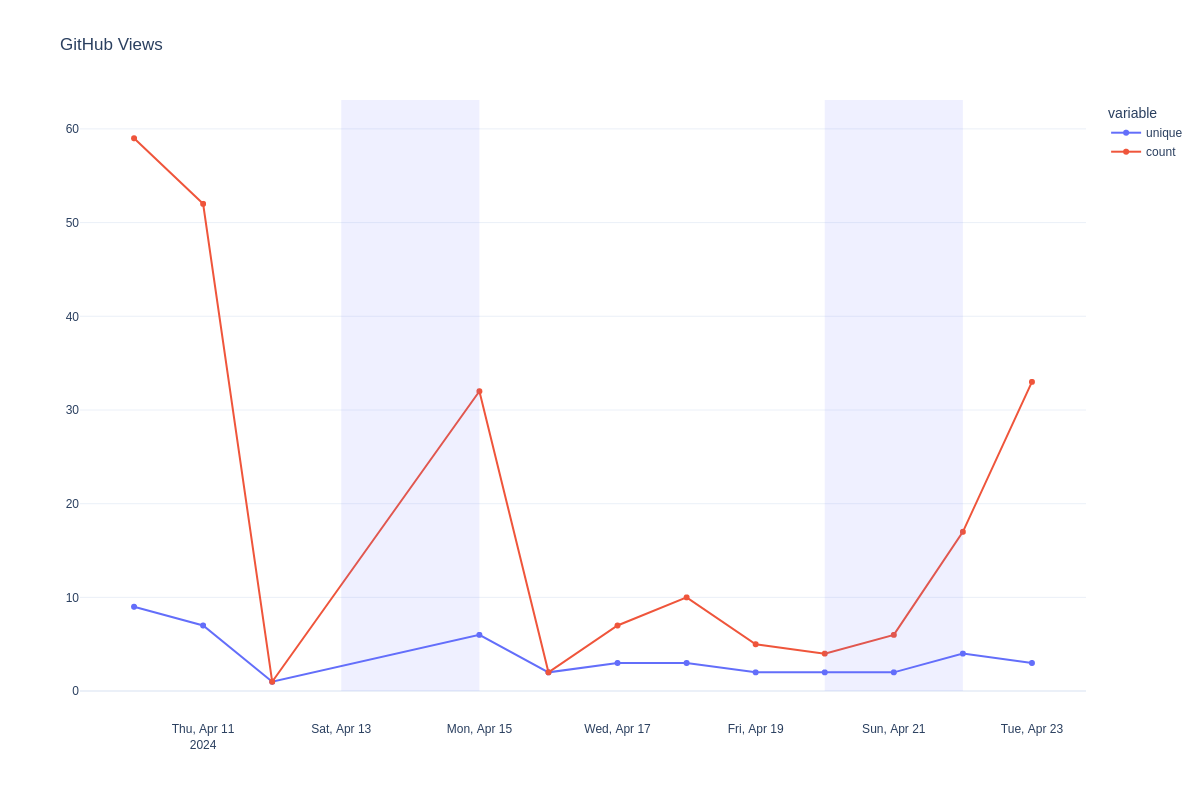 GitHub Views
variable
unique
count
60
50
40
30
20
10
0
Thu, Apr 11
2024
Sat, Apr 13
Mon, Apr 15
Wed, Apr 17
Fri, Apr 19
Sun, Apr 21
Tue, Apr 23